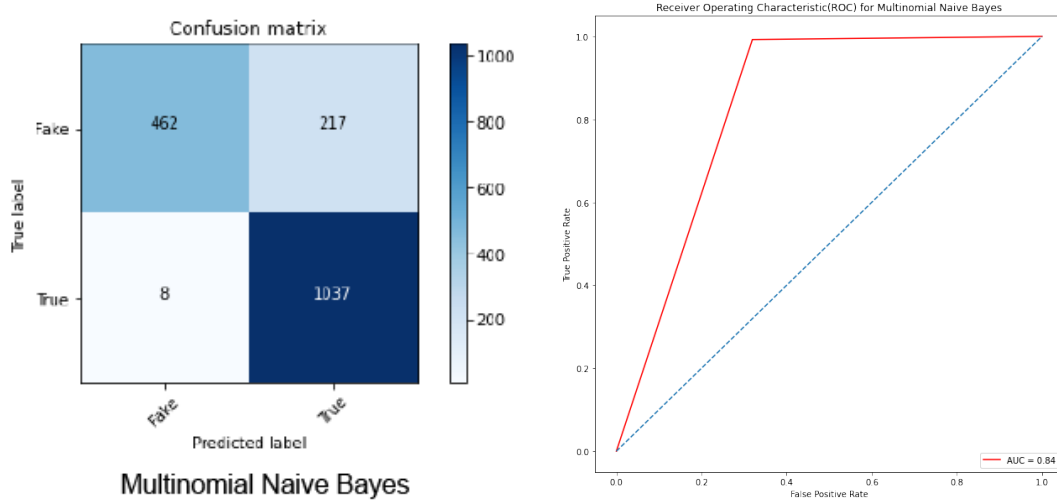 Confusion matrix
Fake
462
217
True
8
1037
True label
Fake
True
Predicted label
1000
800
600
400
200
Multinomial Naive Bayes
Receiver Operating Characteristic(ROC) for Multinomial Naive Bayes
1.0
0.8
0.6
0.4
0.2
0.0
True Positive Rate
0.0 0.2 0.4 0.6 0.8 1.0
False Positive Rate
AUC = 0.84